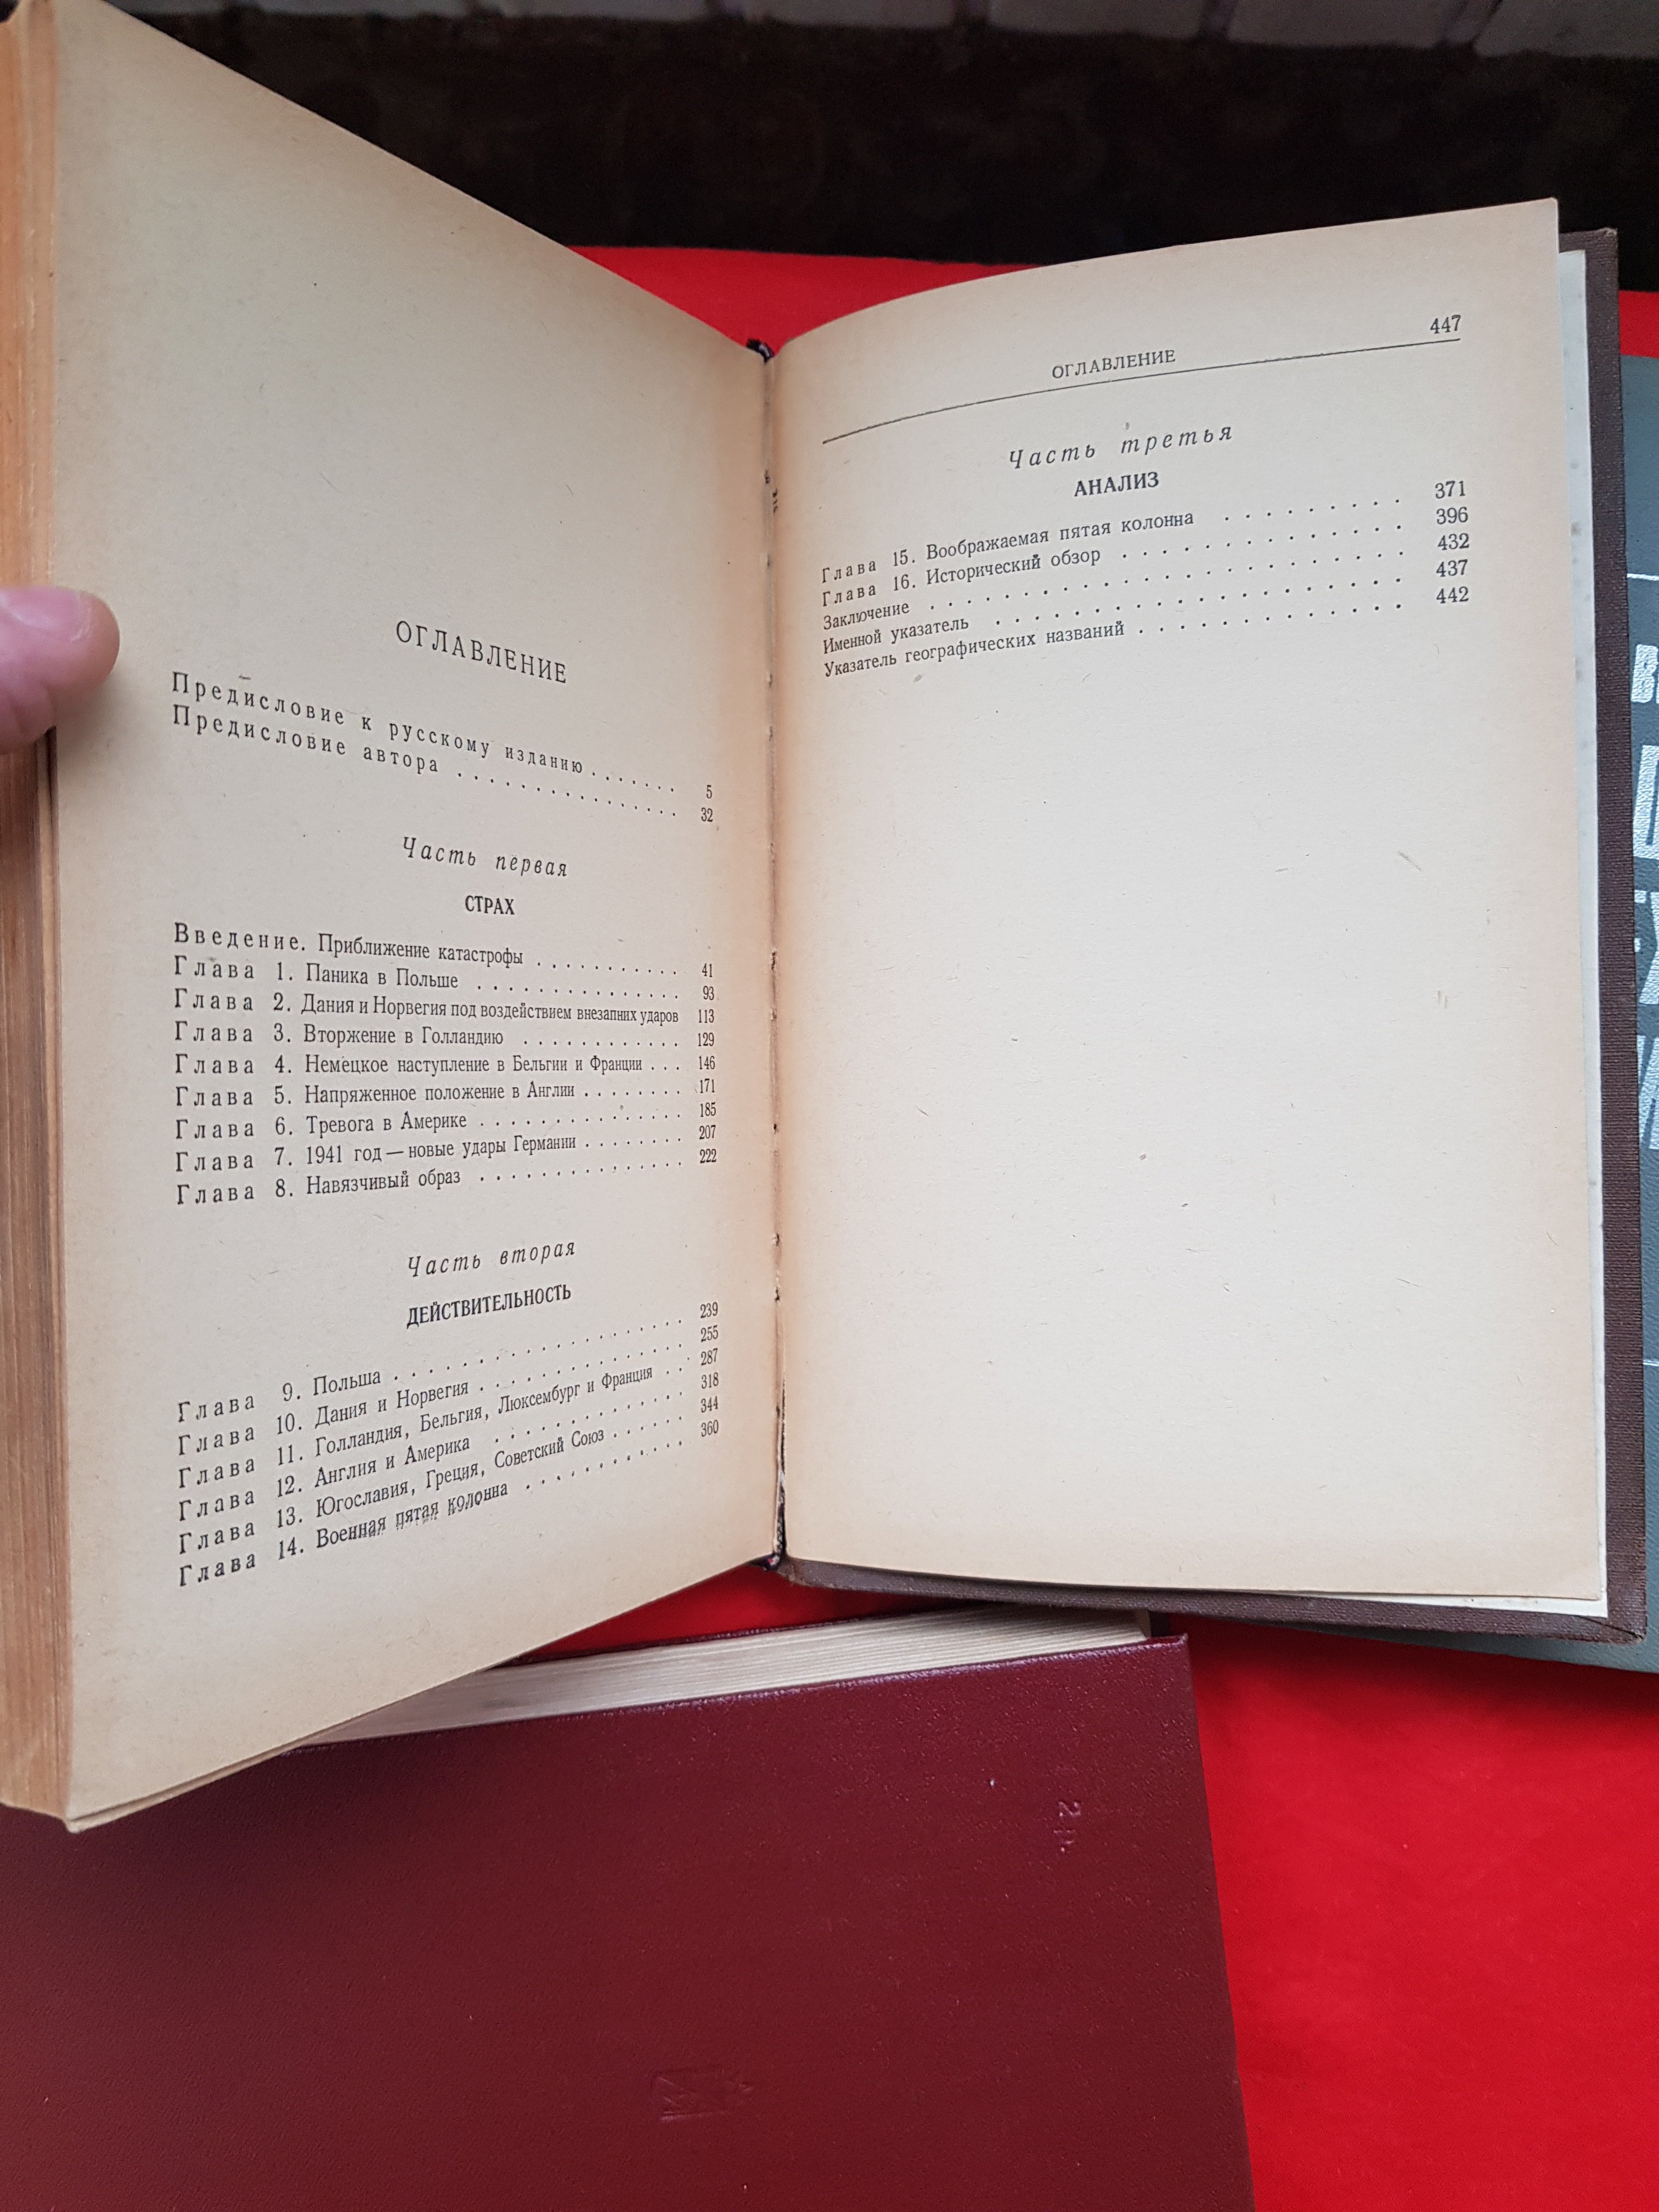 ОГЛАВЛЕНИЕ
Предисловие к русскому изданию . . . . . . . 5
Предисловие автора . . . . . . . . . . . . . . . 32
Часть первая
СТРАХ
Введение. Приближение катастрофы . . . . . . . . . . . 41
Глава 1. Паника в Польше . . . . . . . . . . . . . . . 93
Глава 2. Дания и Норвегия под воздействием внезапных ударов 113
Глава 3. Вторжение в Голландию . . . . . . . . . . . . 129
Глава 4. Немецкое наступление в Бельгии и Франции . . . 146
Глава 5. Напряженное положение в Англии . . . . . . . . 171
Глава 6. Тревога в Америке . . . . . . . . . . . . . . . 185
Глава 7. 1941 год — новые удары Германии . . . . . . . . 207
Глава 8. Навязчивый образ . . . . . . . . . . . . . . . 222
Часть вторая
ДЕЙСТВИТЕЛЬНОСТЬ
Глава 9. Польша . . . . . . . . . . . . . . . . . 239
Глава 10. Дания и Норвегия . . . . . . . . . . . . . 255
Глава 11. Голландия, Бельгия, Люксембург и Франция . . 287
Глава 12. Англия и Америка . . . . . . . . . . . . 318
Глава 13. Югославия, Греция, Советский Союз . . . . . . 344
Глава 14. Военная пятая колонна . . . . . . . . . . . 360
ОГЛАВЛЕНИЕ 447
Часть третья
АНАЛИЗ
Глава 15. Воображаемая пятая колонна . . . . . . . . . 371
Глава 16. Исторический обзор . . . . . . . . . . . . . . 396
Заключение . . . . . . . . . . . . . . . . . . . . . . 432
Именной указатель . . . . . . . . . . . . . . . . . . 437
Указатель географических названий . . . . . . . . . . . . 442
2 р.